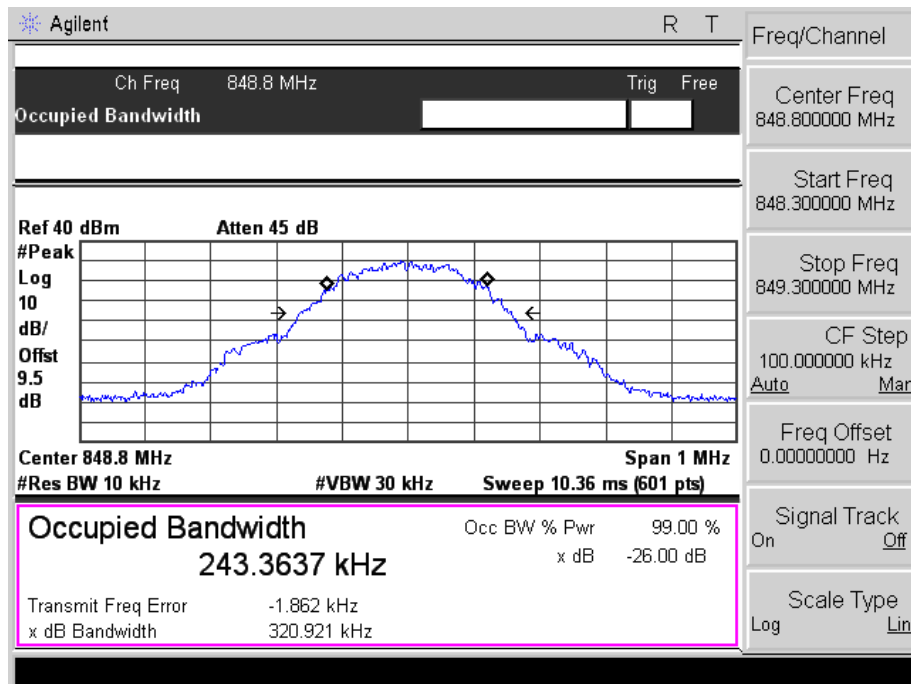 Agilent
R T
Freq/Channel
Ch Freq 848.8 MHz Trig Free
Occupied Bandwidth
Center Freq
848.800000 MHz
Start Freq
848.300000 MHz
Stop Freq
849.300000 MHz
CF Step
100.000000 kHz
Auto Man
Freq Offset
0.00000000 Hz
Signal Track
On Off
Scale Type
Log Lin
Ref 40 dBm Atten 45 dB
#Peak
Log
10
dB/
Offst
9.5
dB
Center 848.8 MHz Span 1 MHz
#Res BW 10 kHz #VBW 30 kHz Sweep 10.36 ms (601 pts)
Occupied Bandwidth
243.3637 kHz
Occ BW % Pwr 99.00 %
x dB -26.00 dB
Transmit Freq Error -1.862 kHz
x dB Bandwidth 320.921 kHz